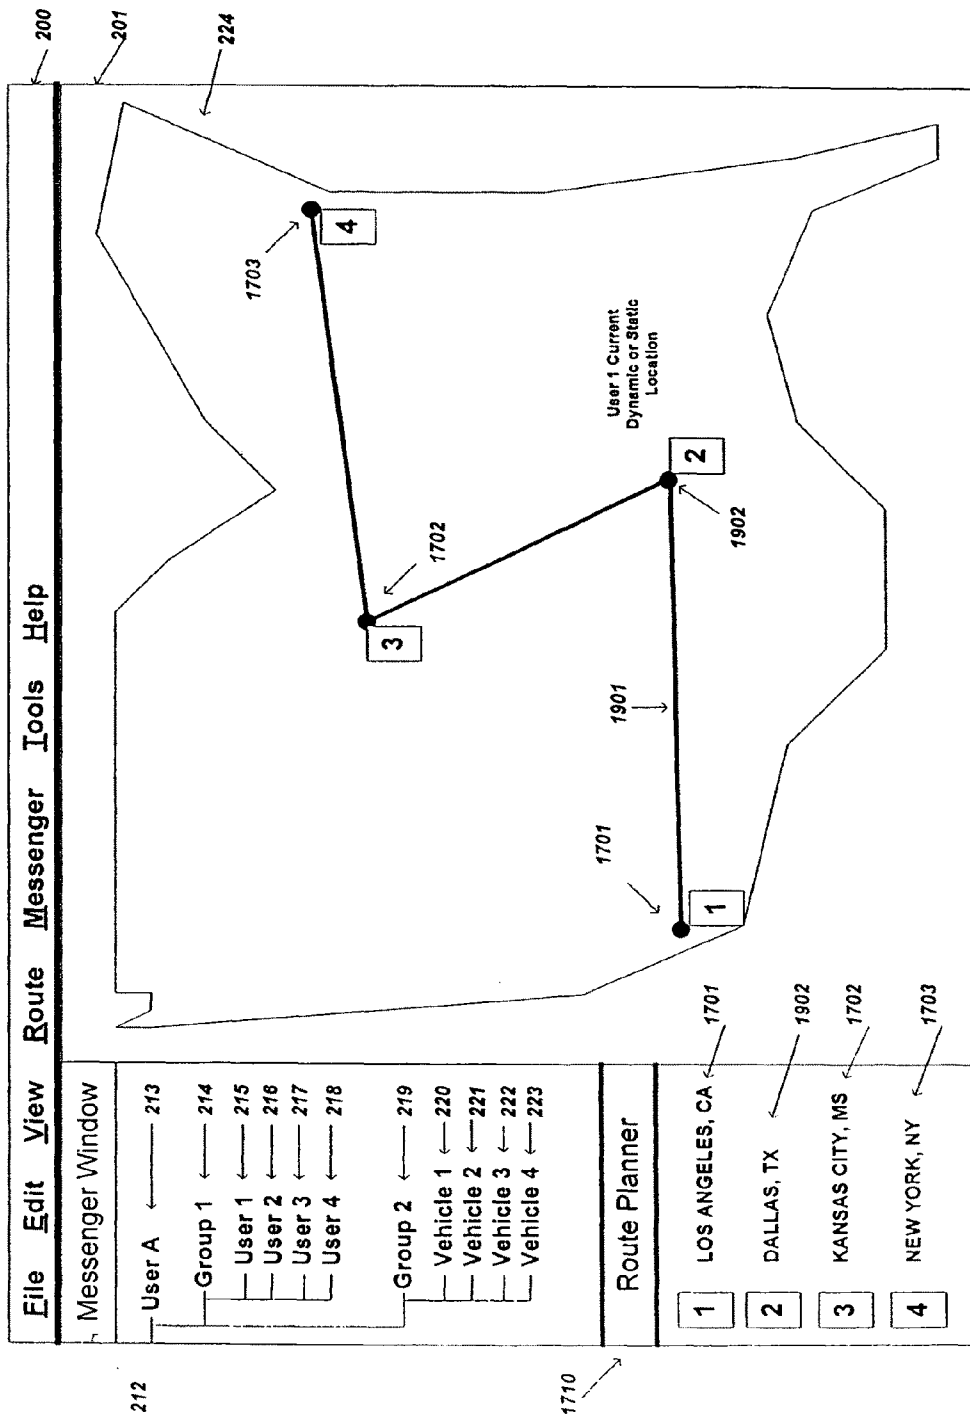 200
201
224
File Edit View Route Messenger Tools Help
Messenger Window
212
User A 213
Group 1 214
User 1 215
User 2 216
User 3 217
User 4 218
Group 2 219
Vehicle 1 220
Vehicle 2 221
Vehicle 3 222
Vehicle 4 223
Route Planner
1710
1 LOS ANGELES, CA 1701
2 DALLAS, TX 1902
3 KANSAS CITY, MS 1702
4 NEW YORK, NY 1703
1703
4
1702
3
User 1 Current
Dynamic or Static
Location
2
1902
1901
1701
1